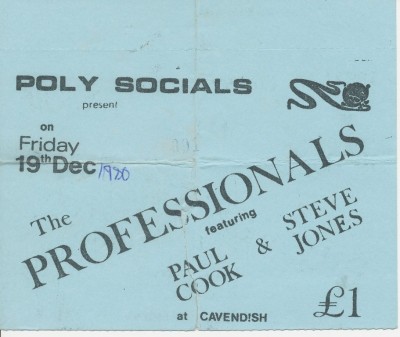 POLY SOCIALS
present
on
Friday
19th Dec 1980
The
PROFESSIONALS
featuring
PAUL
COOK
&
STEVE
JONES
at CAVENDISH
£1